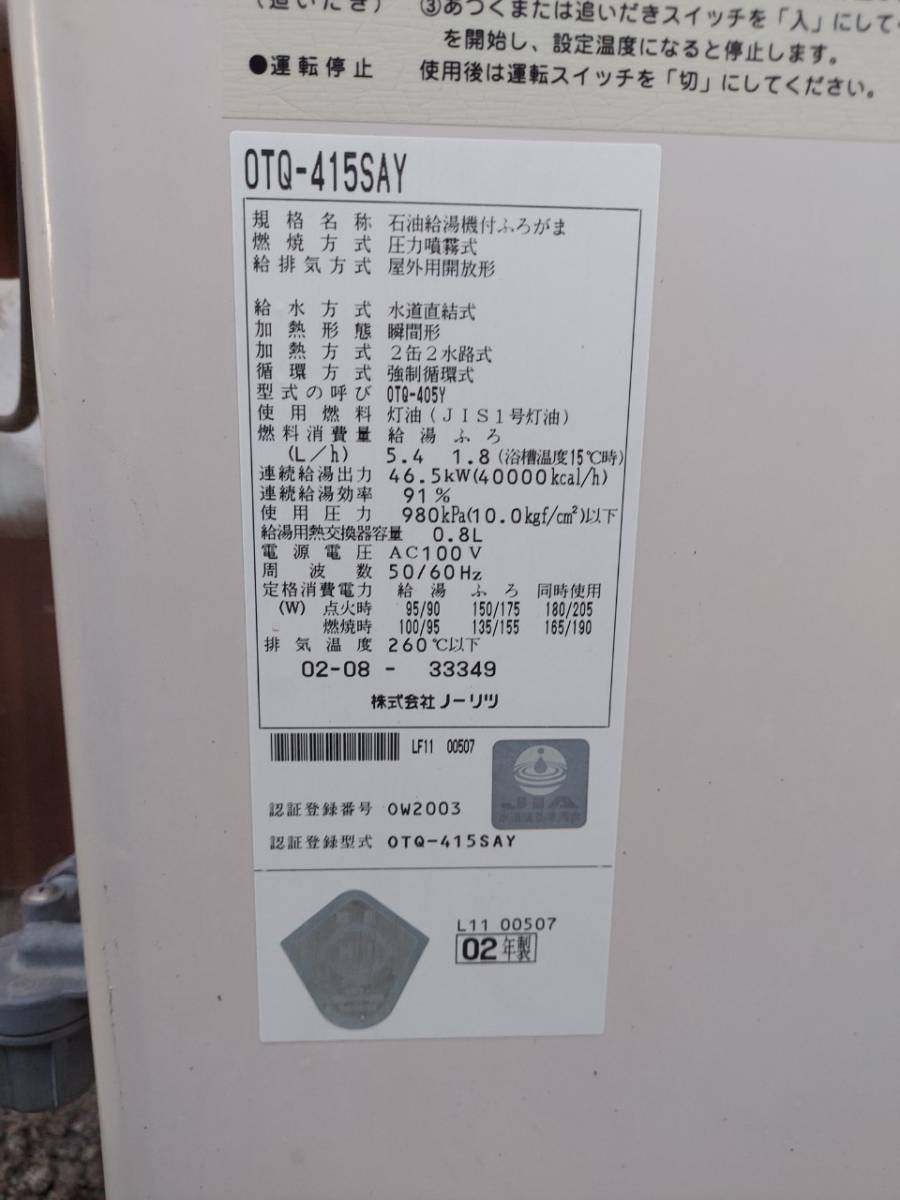 (追いだき) ③あつくまたは追いだきスイッチを「入」にして
を開始し、設定温度になると停止します。
●運転停止 使用後は運転スイッチを「切」にしてください。
OTQ-415SAY
規格名称 石油給湯機付ふろがま
燃焼方式 圧力噴霧式
給排気方式 屋外用開放形
給水方式 水道直結式
加熱形態 瞬間形
加熱方式 2缶2水路式
循環方式 強制循環式
型式の呼び OTQ-405Y
使用燃料 灯油(JIS1号灯油)
燃料消費量 給湯 ふろ
(L/h) 5.4 1.8(浴槽温度15℃時)
連続給湯出力 46.5kW(40000kcal/h)
連続給湯効率 91%
使用圧力 980kPa(10.0kgf/cm²)以下
給湯用熱交換器容量 0.8L
電源電圧 AC100V
周波数 50/60Hz
定格消費電力 給湯 ふろ 同時使用
(W) 点火時 95/90 150/175 180/205
燃焼時 100/95 135/155 165/190
排気温度 260℃以下
02-08 - 33349
株式会社ノーリツ
LF11 00507
JIA
認証登録番号 OW2003
認証登録型式 OTQ-415SAY
L11 00507
02年製